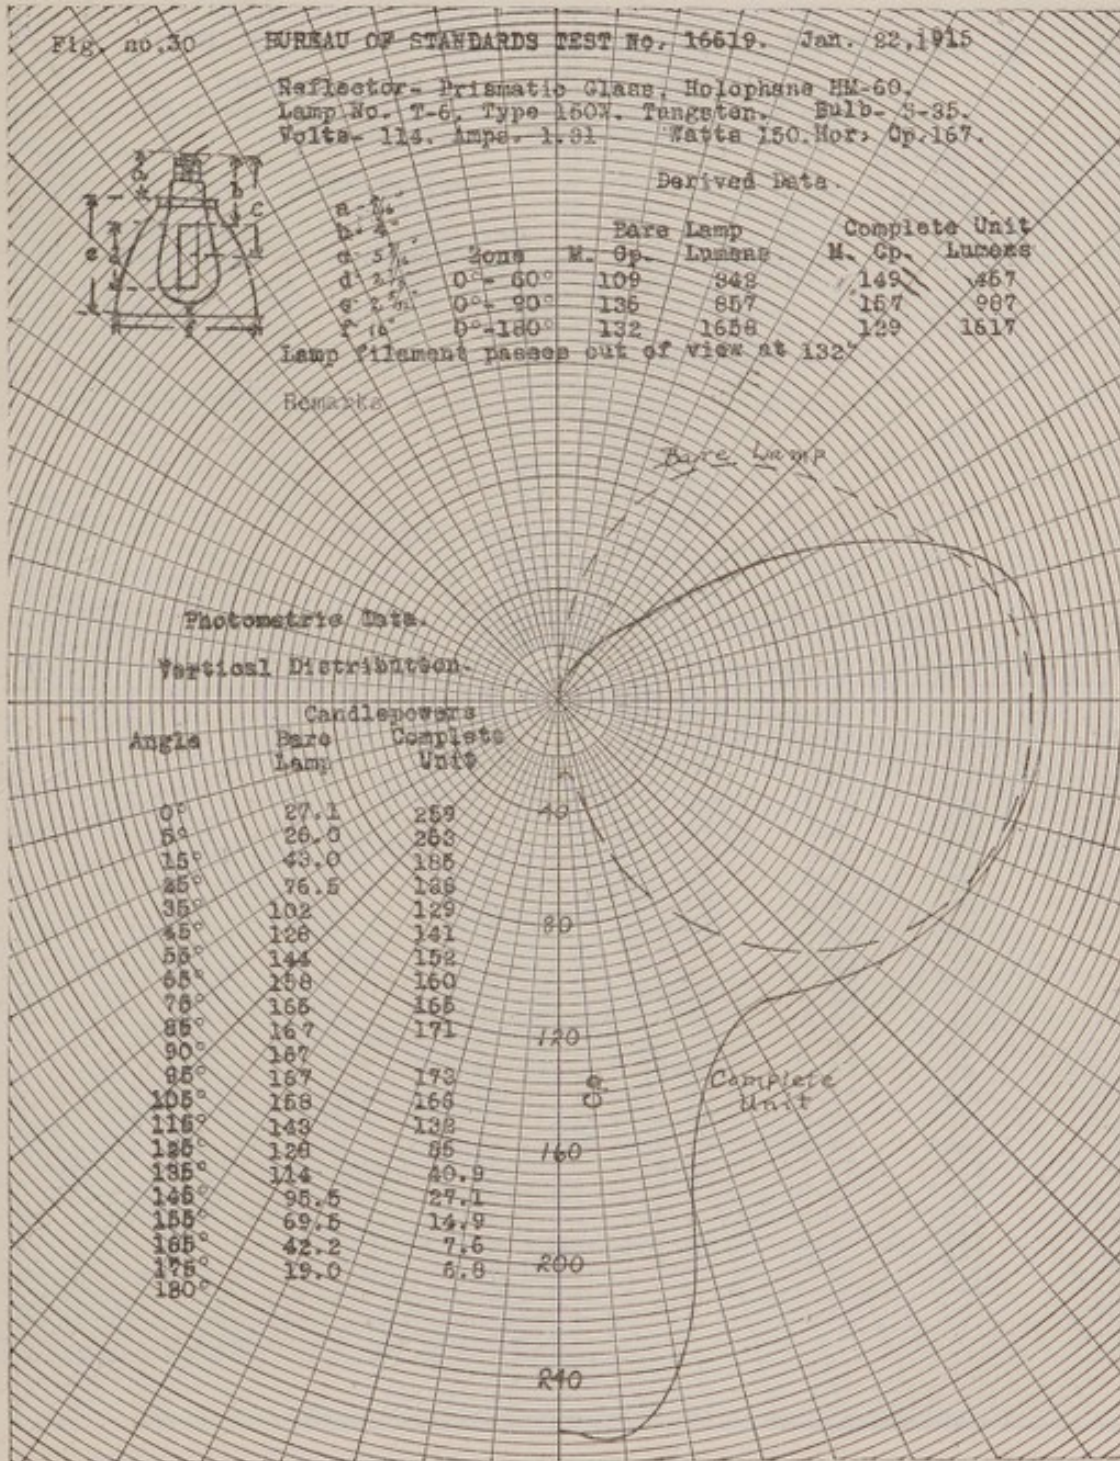 Fig. no.30 BUREAU OF STANDARDS TEST No. 16619. Jan. 22,1915
Reflector- Prismatic Glass, Holophane HM-60.
Lamp No. T-6, Type 150W. Tungsten. Bulb- S-35.
Volts- 114. Amps. 1.31 Watts 150. Hor. Cp. 167.
Derived Data.
a b c d e f
a
b 4"
c
d
e
f 16"
Bare Lamp Complete Unit
Zone M. Cp. Lumens M. Cp. Lumens
0°- 60° 109 342 149 467
0°- 90° 136 857 157 987
0°-180° 132 1658 129 1617
Lamp filament passes out of view at 132°
Remarks
Bare Lamp
Photometric Data.
Vertical Distribution.
Candlepowers
Angle Bare Complete
Lamp Unit
0° 27.1 259
5° 26.0 263
15° 43.0 185
25° 76.5
35° 102 129
45° 126 141
55° 144 152
65° 158 160
75° 165 165
85° 167 171
90° 167
95° 167 173
105° 158 166
115° 143
125° 128
135° 114 40.9
145° 95.5 27.1
155° 69.5 14.9
165° 42.2 7.6
175° 19.0 6.8
180°
40
80
120
Cp.
Complete
Unit
160
200
240